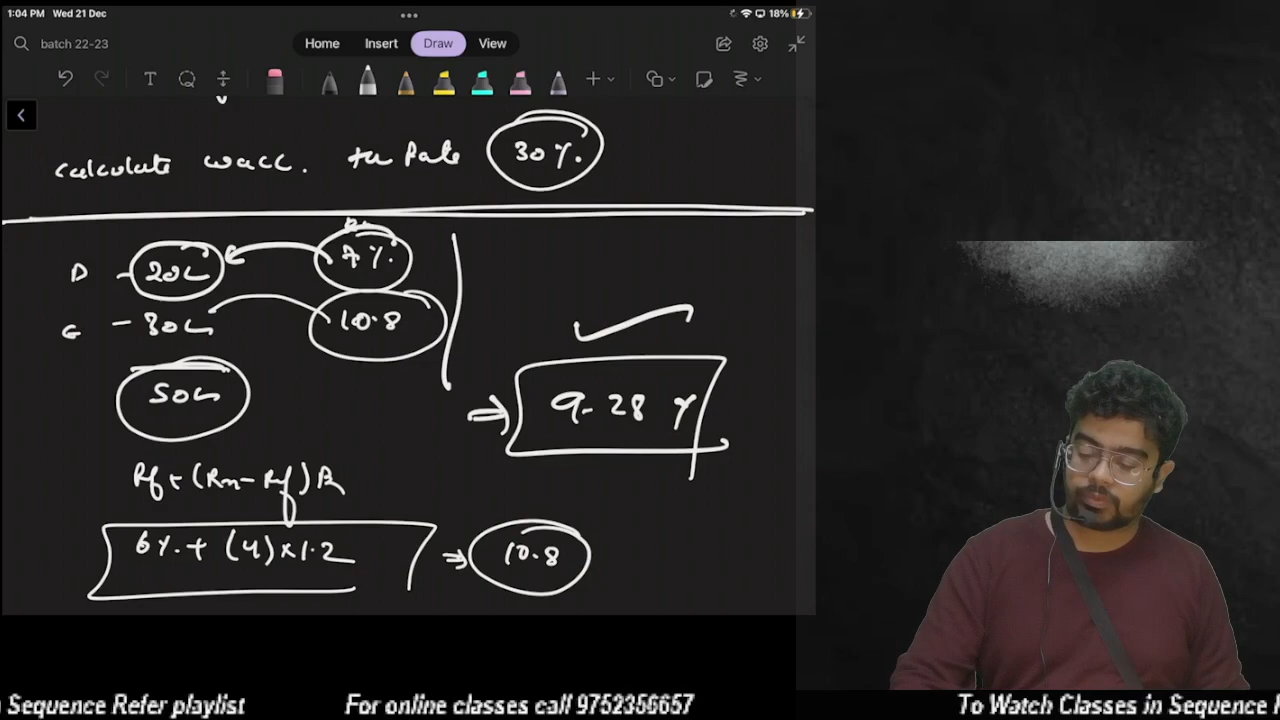 1:04 PM Wed 21 Dec
18%
batch 22-23
Home Insert Draw View
calculate wacc. tax Rate 30%.
D - 20L 7%.
E - 30L 10.8
50L
9.28%
Rf + (Rm - Rf) B
6%. + (4) x 1.2 ⇒ 10.8
n Sequence Refer playlist
For online classes call 9752356657
To Watch Classes in Sequence